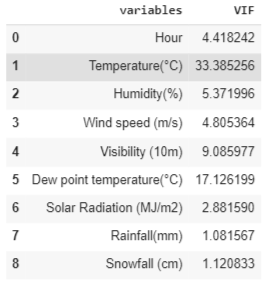 variables VIF
0 Hour 4.418242
1 Temperature(°C) 33.385256
2 Humidity(%) 5.371996
3 Wind speed (m/s) 4.805364
4 Visibility (10m) 9.085977
5 Dew point temperature(°C) 17.126199
6 Solar Radiation (MJ/m2) 2.881590
7 Rainfall(mm) 1.081567
8 Snowfall (cm) 1.120833